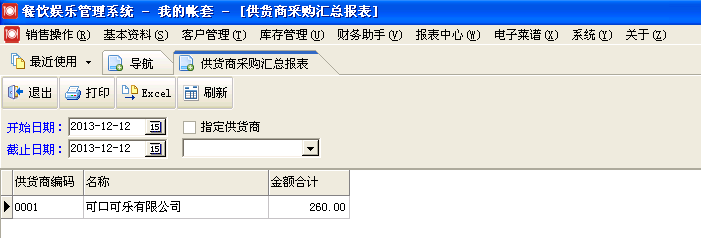 餐饮娱乐管理系统 - 我的帐套 - [供货商采购汇总报表]
销售操作(R) 基本资料(S) 客户管理(T) 库存管理(U) 财务助手(V) 报表中心(W) 电子菜谱(X) 系统(Y) 关于(Z)
最近使用 导航 供货商采购汇总报表
退出 打印 Excel 刷新
开始日期: 2013-12-12 15 指定供货商
截止日期: 2013-12-12 15
供货商编码 名称 金额合计
0001 可口可乐有限公司 260.00